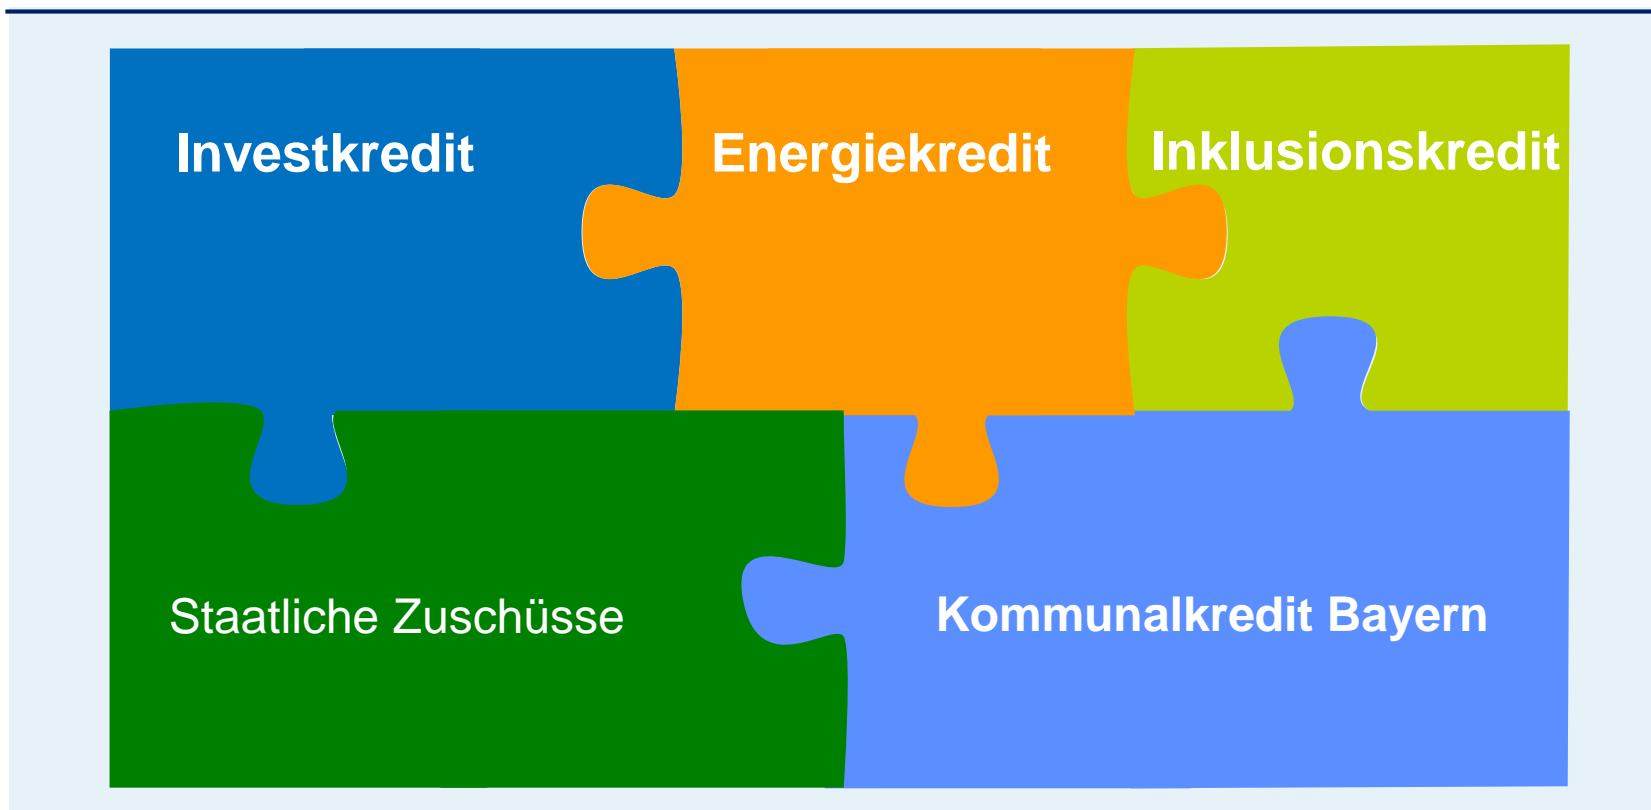 Investkredit
Energiekredit
Inklusionskredit
Staatliche Zuschüsse
Kommunalkredit Bayern